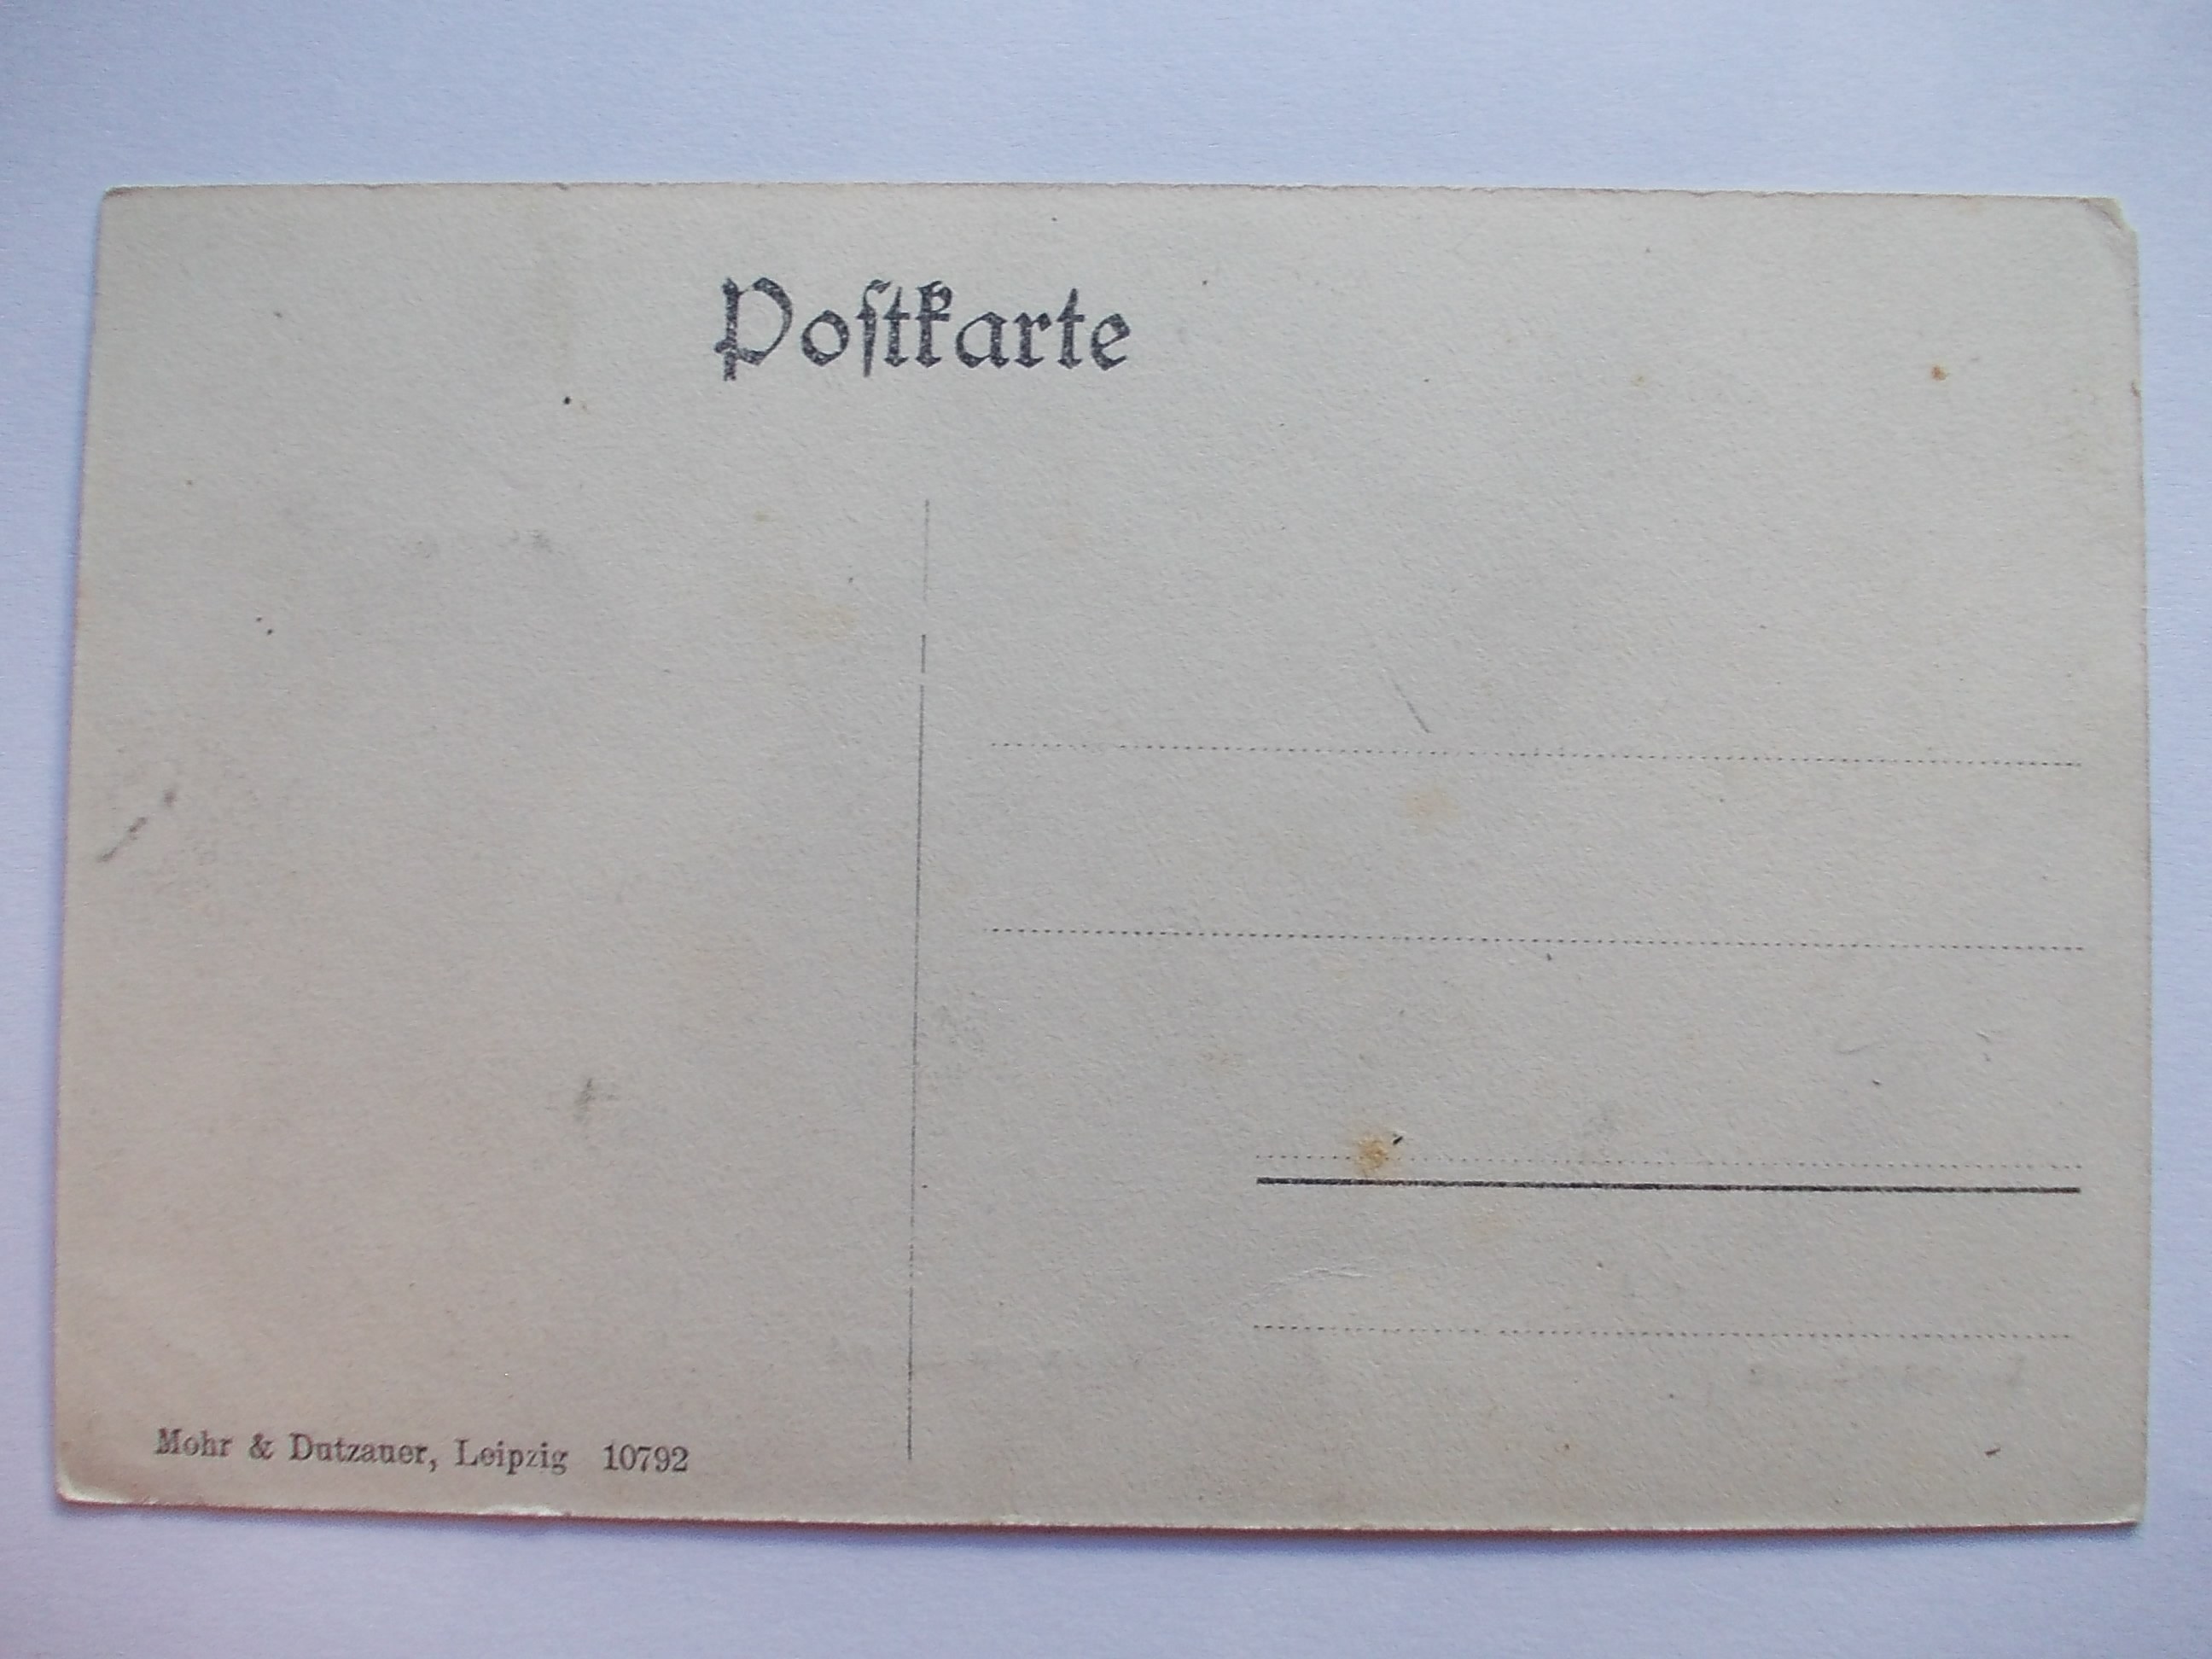 Poſtkarte
Mohr & Dutzauer, Leipzig 10792